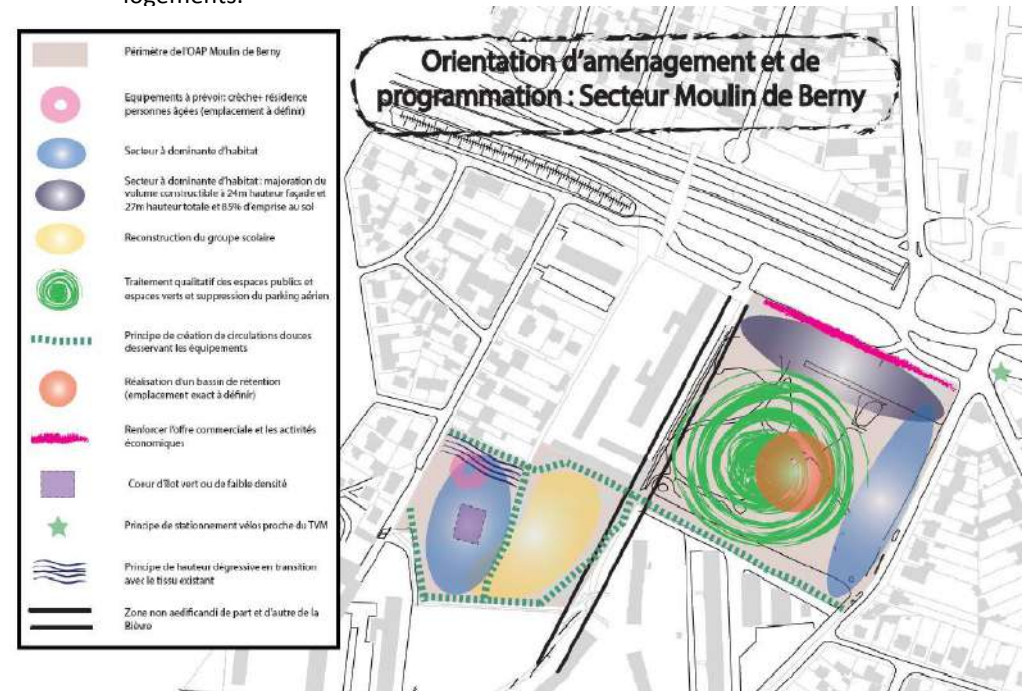 logements.
Orientation d'aménagement et de
programmation : Secteur Moulin de Berny
Périmètre de l'OAP Moulin de Berny
Equipements à prévoir: crèche+ résidence
personnes âgées (emplacement à définir)
Secteur à dominante d'habitat
Secteur à dominante d'habitat : majoration du
volume constructible à 24m hauteur façade et
27m hauteur totale et 85% d'emprise au sol
Reconstruction du groupe scolaire
Traitement qualitatif des espaces publics et
espaces verts et suppression du parking aérien
Principe de création de circulations douces
desservant les équipements
Réalisation d'un bassin de rétention
(emplacement exact à définir)
Renforcer l'offre commerciale et les activités
économiques
Coeur d'îlot vert ou de faible densité
Principe de stationnement vélos proche du TVM
Principe de hauteur dégressive en transition
avec le tissu existant
Zone non aedificandi de part et d'autre de la
Bièvre